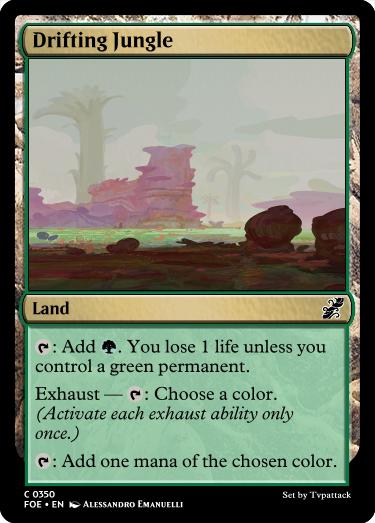 Drifting Jungle
Land
: Add . You lose 1 life unless you
control a green permanent.
Exhaust — : Choose a color.
(Activate each exhaust ability only
once.)
: Add one mana of the chosen color.
C 0350
FOE • EN Alessandro Emanuelli
Set by Tvpattack